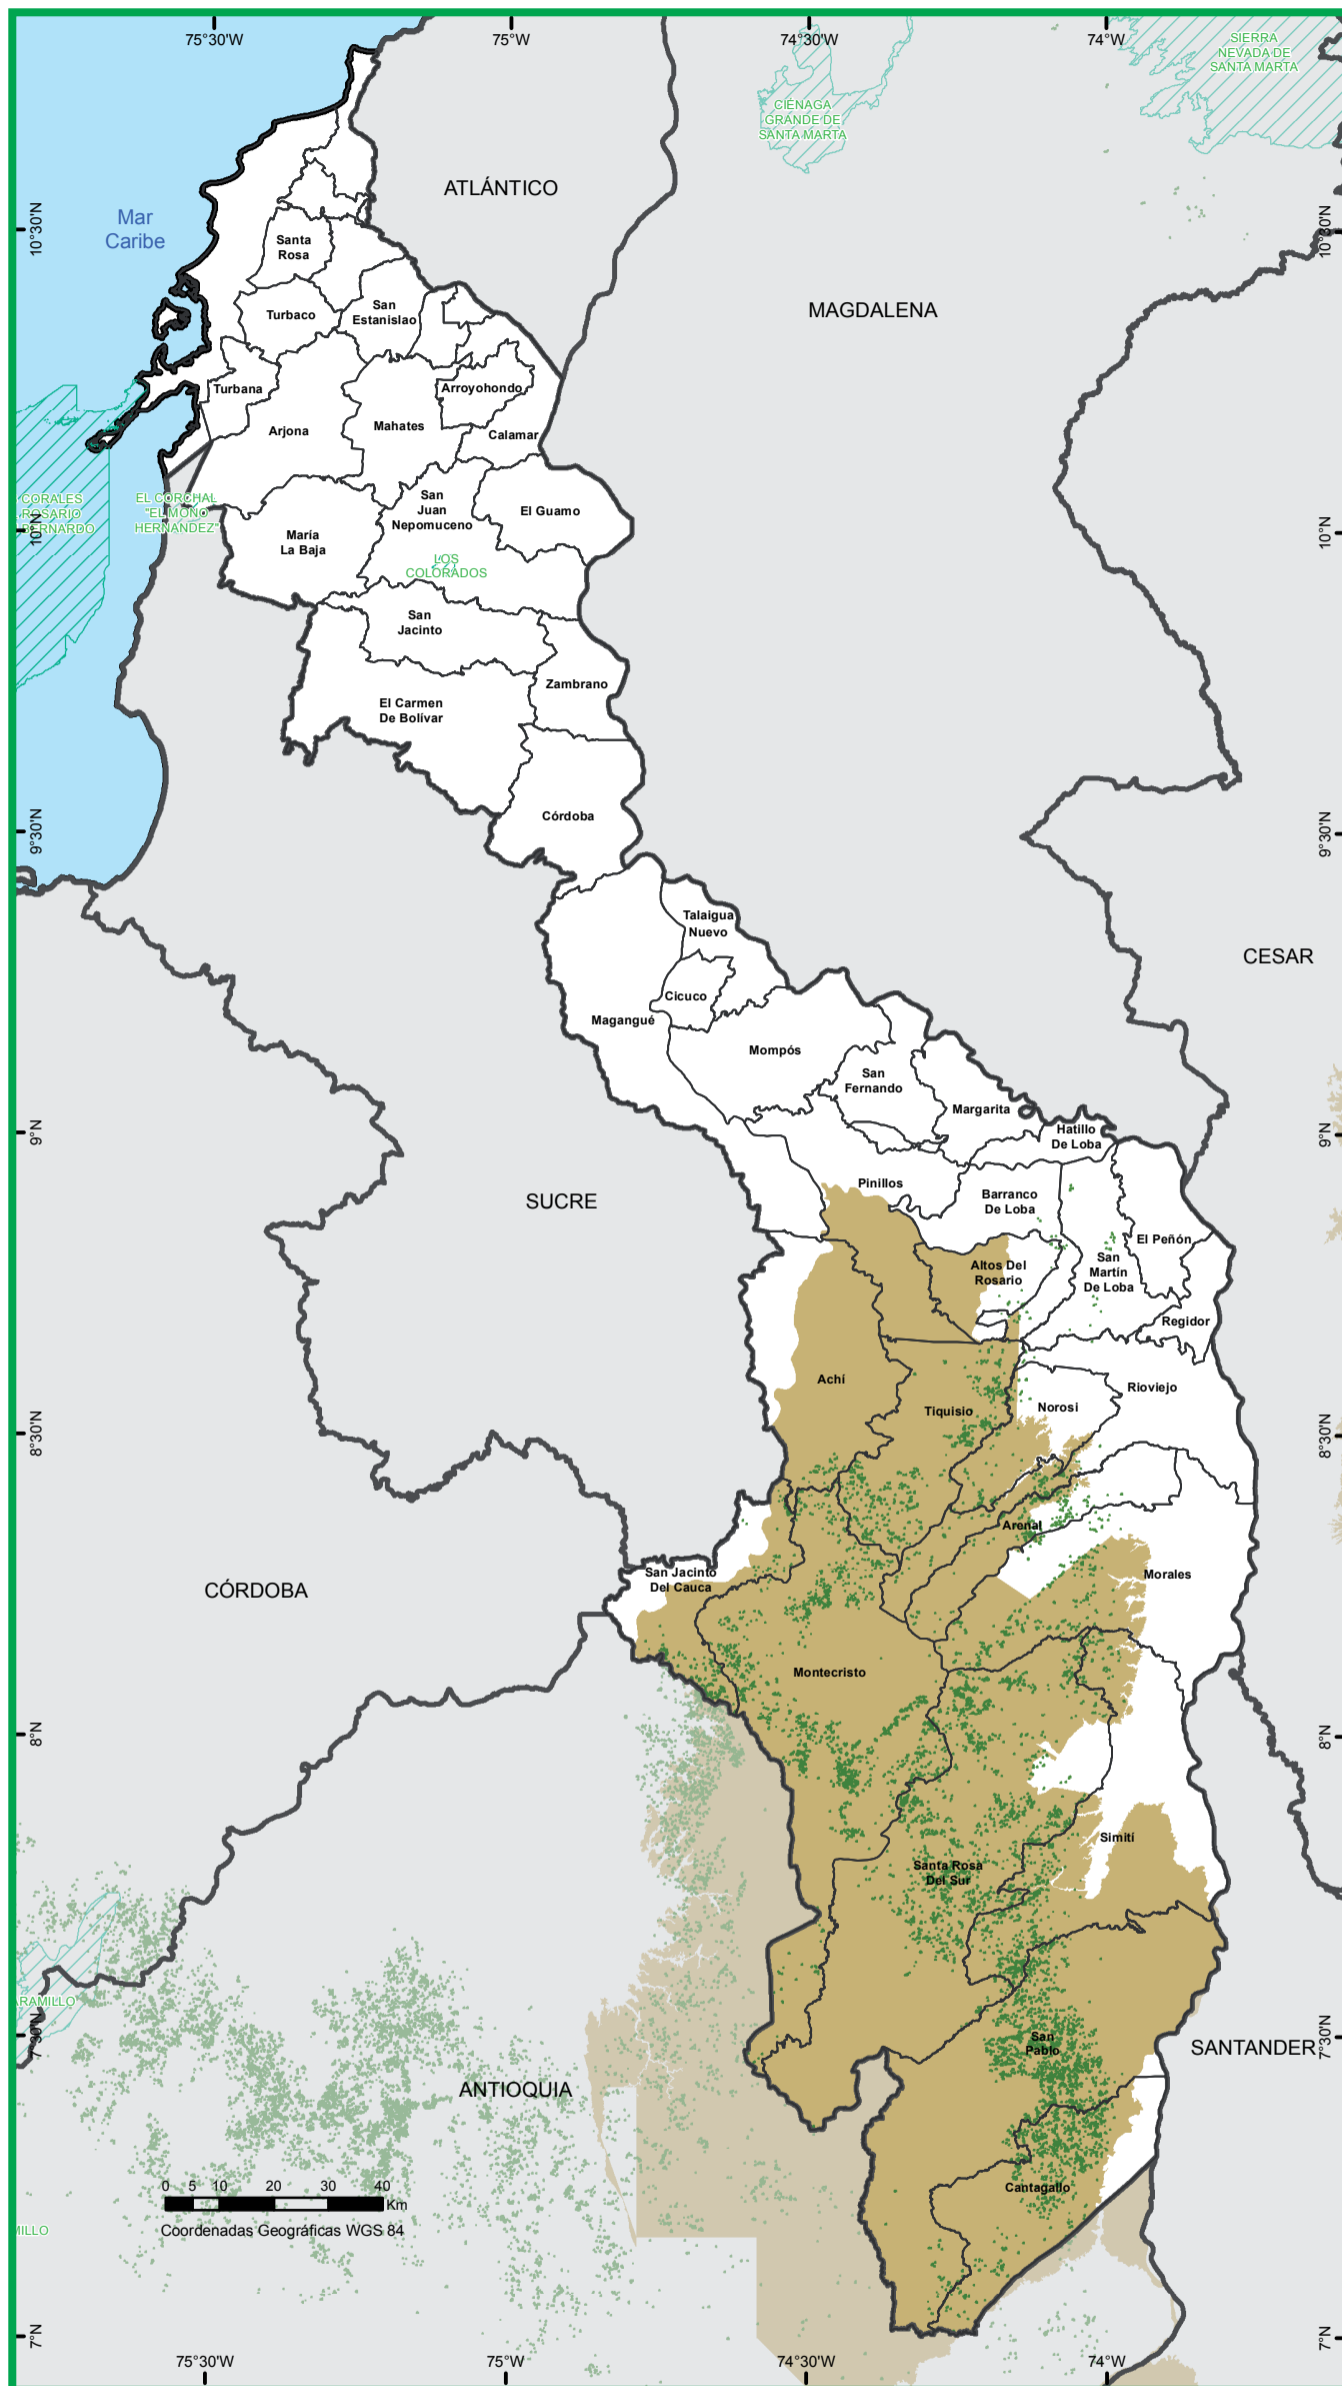 75°30'W
75°W
74°30'W
74°W
SIERRA
NEVADA DE
SANTA MARTA
CIÉNAGA
GRANDE DE
SANTA MARTA
ATLÁNTICO
Mar
Caribe
10°30'N
10°30'N
Santa
Rosa
MAGDALENA
Turbaco
San
Estanislao
Turbana
Arroyohondo
Arjona
Mahates
Calamar
CORALES
ROSARIO
BERNARDO
EL CORCHAL
"EL MONO
HERNANDEZ"
San
Juan
Nepomuceno
El Guamo
10°N
10°N
María
La Baja
LOS
COLORADOS
San
Jacinto
Zambrano
El Carmen
De Bolívar
9°30'N
9°30'N
Córdoba
Talaigua
Nuevo
CESAR
Cicuco
Magangué
Mompós
San
Fernando
Margarita
9°N
9°N
Hatillo
De Loba
Pinillos
SUCRE
Barranco
De Loba
El Peñón
Altos Del
Rosario
San
Martín
De Loba
Regidor
Achí
Rioviejo
Norosi
Tiquisio
8°30'N
8°30'N
Arenal
San Jacinto
Del Cauca
Morales
CÓRDOBA
Montecristo
8°N
8°N
Simití
Santa Rosa
Del Sur
ARAMILLO
7°30'N
7°30'N
San
Pablo
SANTANDER
ANTIOQUIA
Cantagallo
0 5 10 20 30 40
Km
Coordenadas Geográficas WGS 84
MILLO
7°N
7°N
75°30'W
75°W
74°30'W
74°W